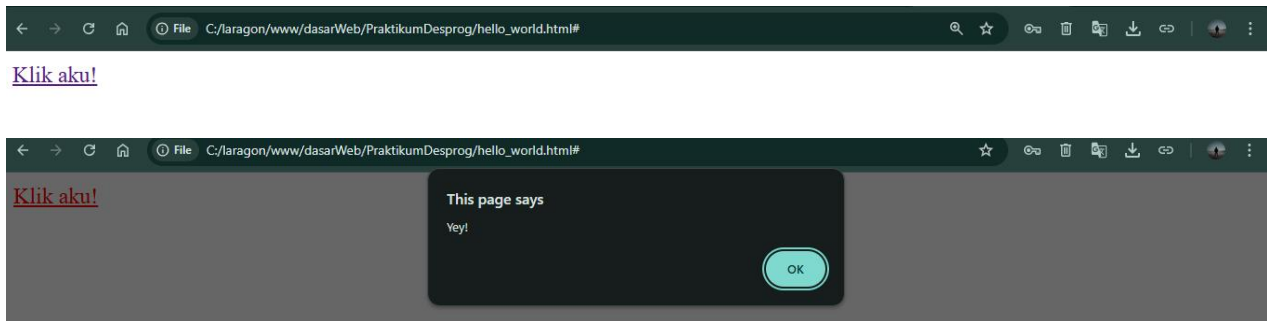 File C:/laragon/www/dasarWeb/PraktikumDesprog/hello_world.html#
Klik aku!
File C:/laragon/www/dasarWeb/PraktikumDesprog/hello_world.html#
Klik aku!
This page says
Yey!
OK